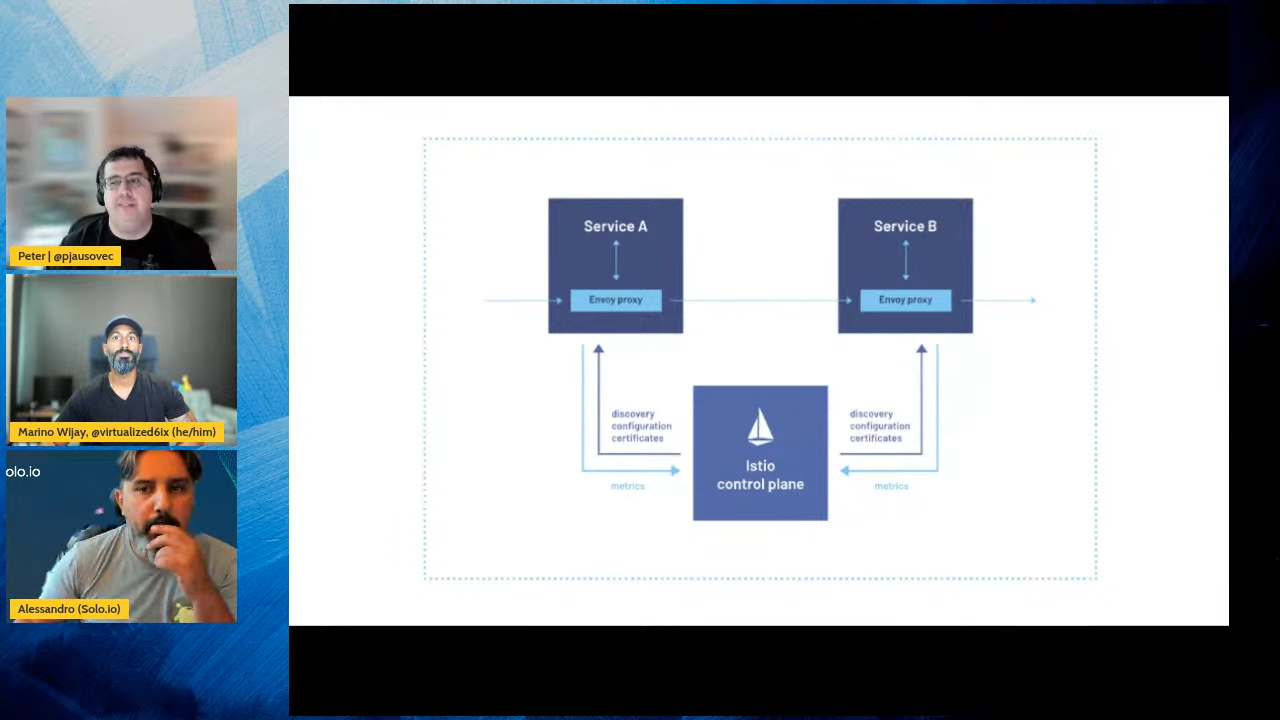 Peter | @pjausovec
Marino Wijay, @virtualized6ix (he/him)
olo.io
Alessandro (Solo.io)
Service A
Envoy proxy
Service B
Envoy proxy
discovery
configuration
certificates
metrics
Istio
control plane
discovery
configuration
certificates
metrics